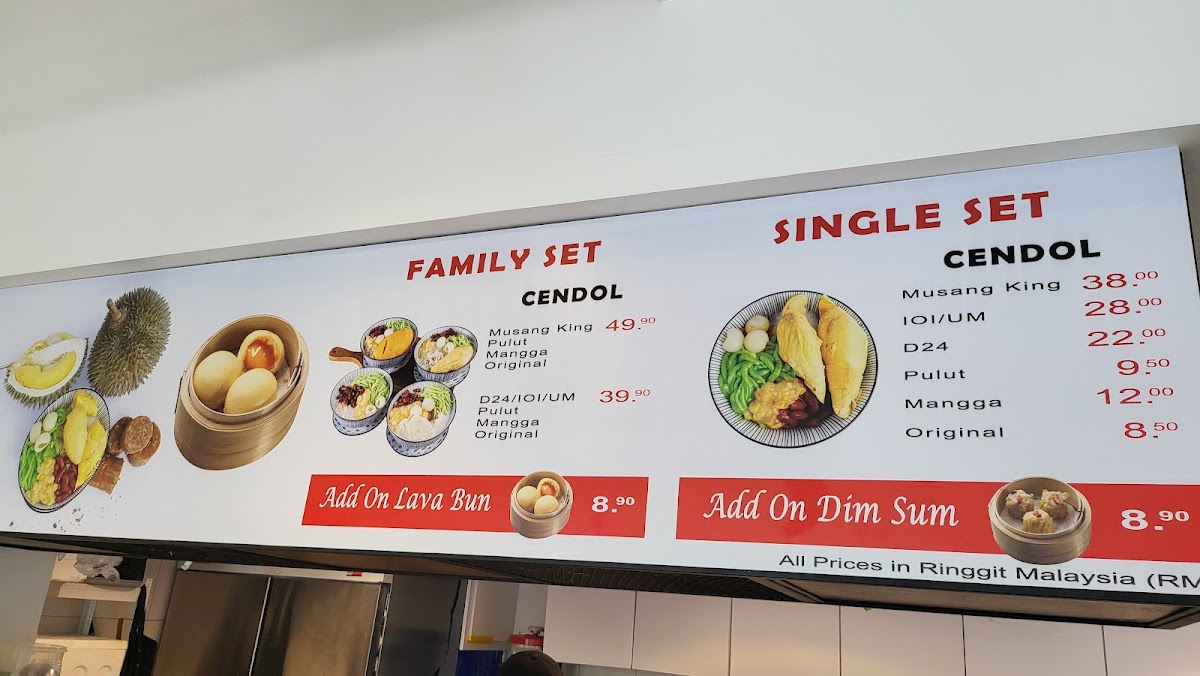 FAMILY SET
CENDOL
Musang King 49.90
Pulut
Mangga
Original
D24/IOI/UM 39.90
Pulut
Mangga
Original
Add On Lava Bun 8.90
SINGLE SET
CENDOL
Musang King 38.00
IOI/UM 28.00
D24 22.00
Pulut 9.50
Mangga 12.00
Original 8.50
Add On Dim Sum 8.90
All Prices in Ringgit Malaysia (RM